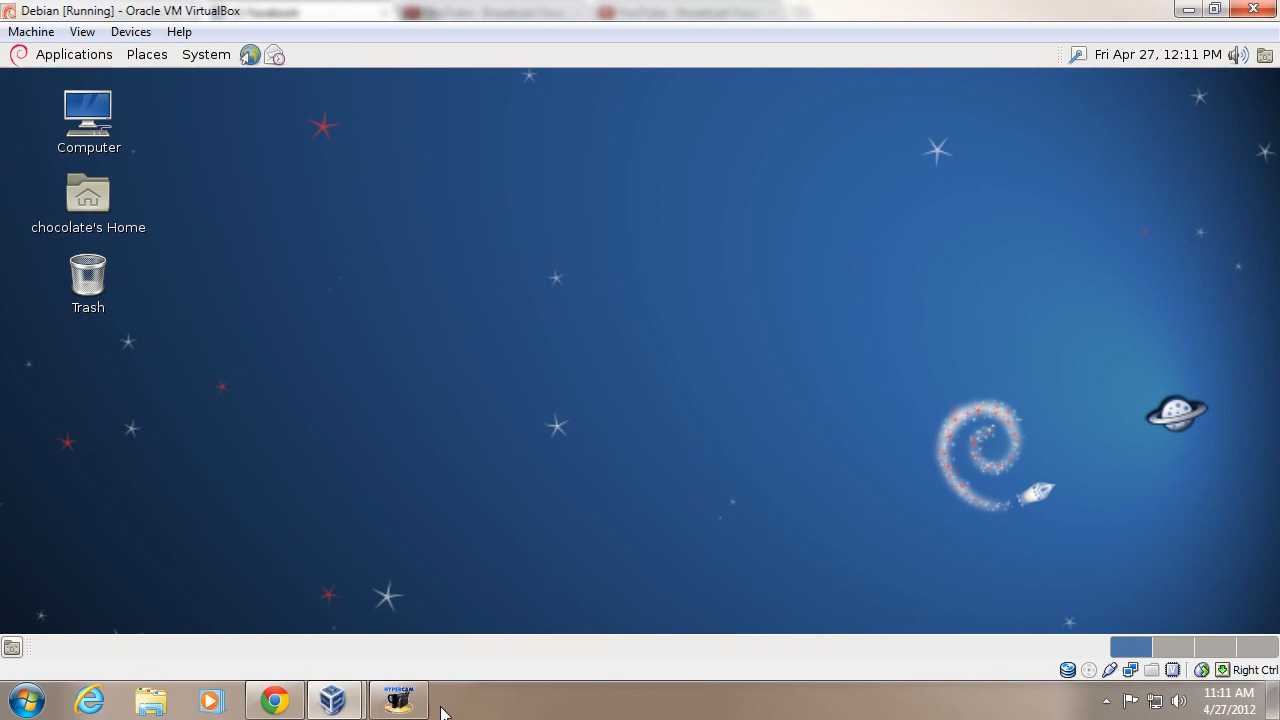 Debian [Running] - Oracle VM VirtualBox
Machine View Devices Help
Applications Places System
Fri Apr 27, 12:11 PM
Computer
chocolate's Home
Trash
Right Ctrl
HYPERCAM
11:11 AM
4/27/2012